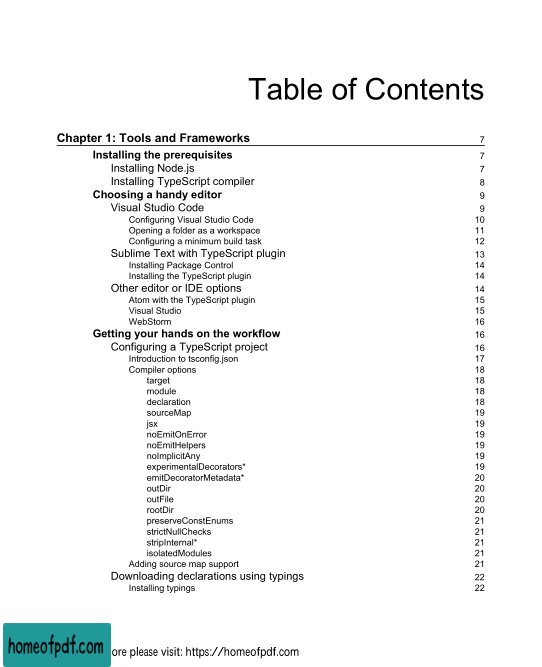 Table of Contents
Chapter 1: Tools and Frameworks 7
Installing the prerequisites 7
Installing Node.js 7
Installing TypeScript compiler 8
Choosing a handy editor 9
Visual Studio Code 9
Configuring Visual Studio Code 10
Opening a folder as a workspace 11
Configuring a minimum build task 12
Sublime Text with TypeScript plugin 13
Installing Package Control 14
Installing the TypeScript plugin 14
Other editor or IDE options 14
Atom with the TypeScript plugin 15
Visual Studio 15
WebStorm 16
Getting your hands on the workflow 16
Configuring a TypeScript project 16
Introduction to tsconfig.json 17
Compiler options 18
target 18
module 18
declaration 18
sourceMap 19
jsx 19
noEmitOnError 19
noEmitHelpers 19
noImplicitAny 19
experimentalDecorators* 19
emitDecoratorMetadata* 20
outDir 20
outFile 20
rootDir 20
preserveConstEnums 21
strictNullChecks 21
stripInternal* 21
isolatedModules 21
Adding source map support 21
Downloading declarations using typings 22
Installing typings 22
homeofpdf.com ore please visit: https://homeofpdf.com